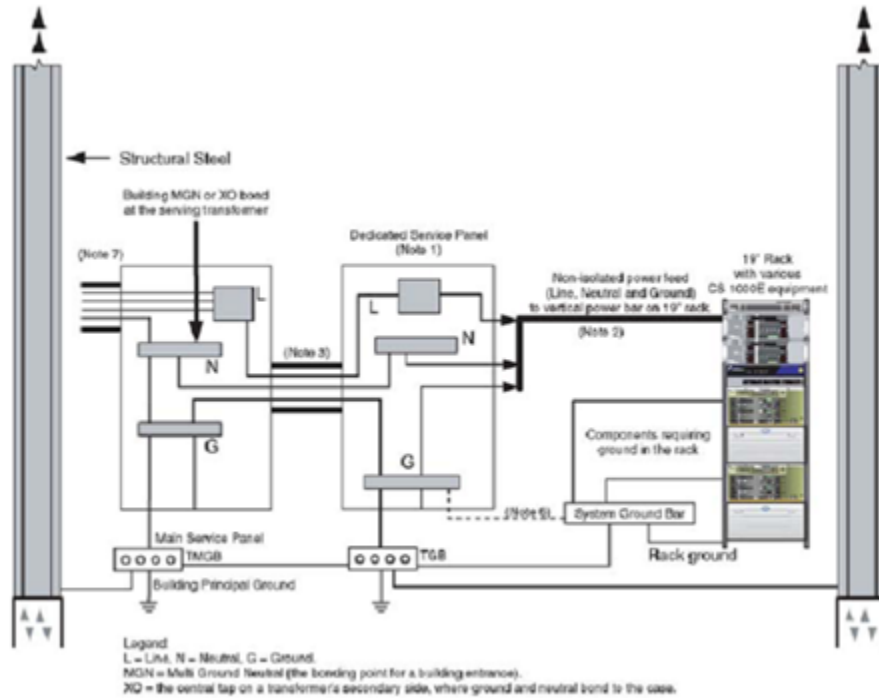 Structural Steel
Building MGN or XO bond
at the serving transformer
(Note 7)
Dedicated Service Panel
(Note 1)
Non-isolated power feed
(Line, Neutral and Ground)
to vertical power bar on 19" rack
(Note 2)
19" Rack
with various
CS 1000E equipment
L
L
N
N
(Note 3)
G
G
Components requiring
ground in the rack
(Note 6)
System Ground Bar
Rack ground
Main Service Panel
TMGB
TGB
Building Principal Ground
Legend
L = Line, N = Neutral, G = Ground.
MGN = Multi Ground Neutral (the bonding point for a building entrance).
XO = the central tap on a transformer's secondary side, where ground and neutral bond to the case.